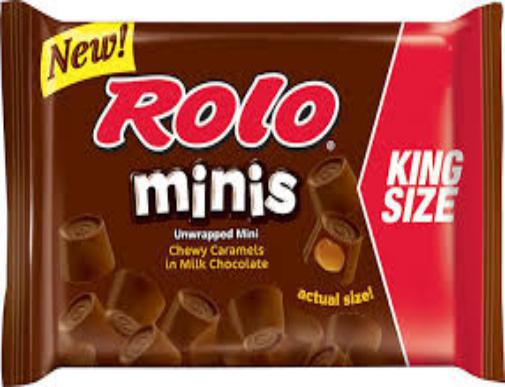 New!
Rolo®
minis
Unwrapped Mini
Chewy Caramels
in Milk Chocolate
actual size!
KING
SIZE